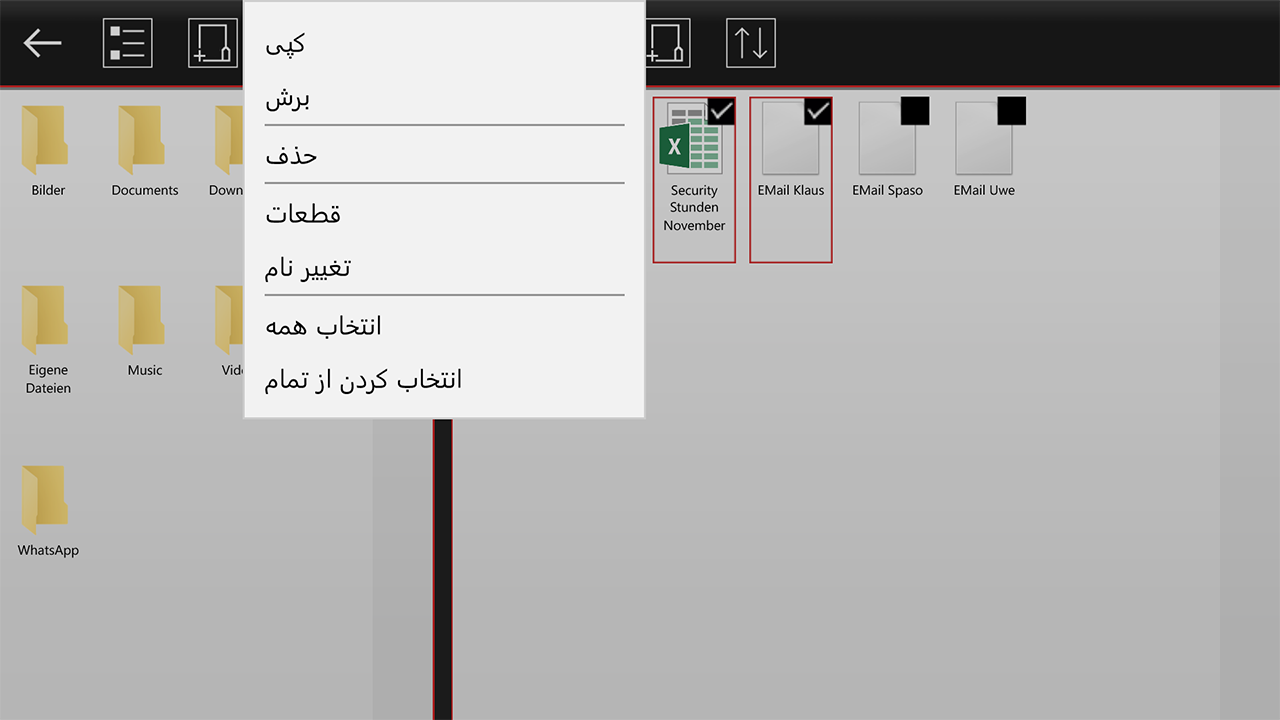 کپی
برش
حذف
قطعات
تغییر نام
انتخاب همه
انتخاب کردن از تمام
Bilder
Documents
Down
Eigene
Dateien
Music
Vid
WhatsApp
X
Security
Stunden
November
EMail Klaus
EMail Spaso
EMail Uwe